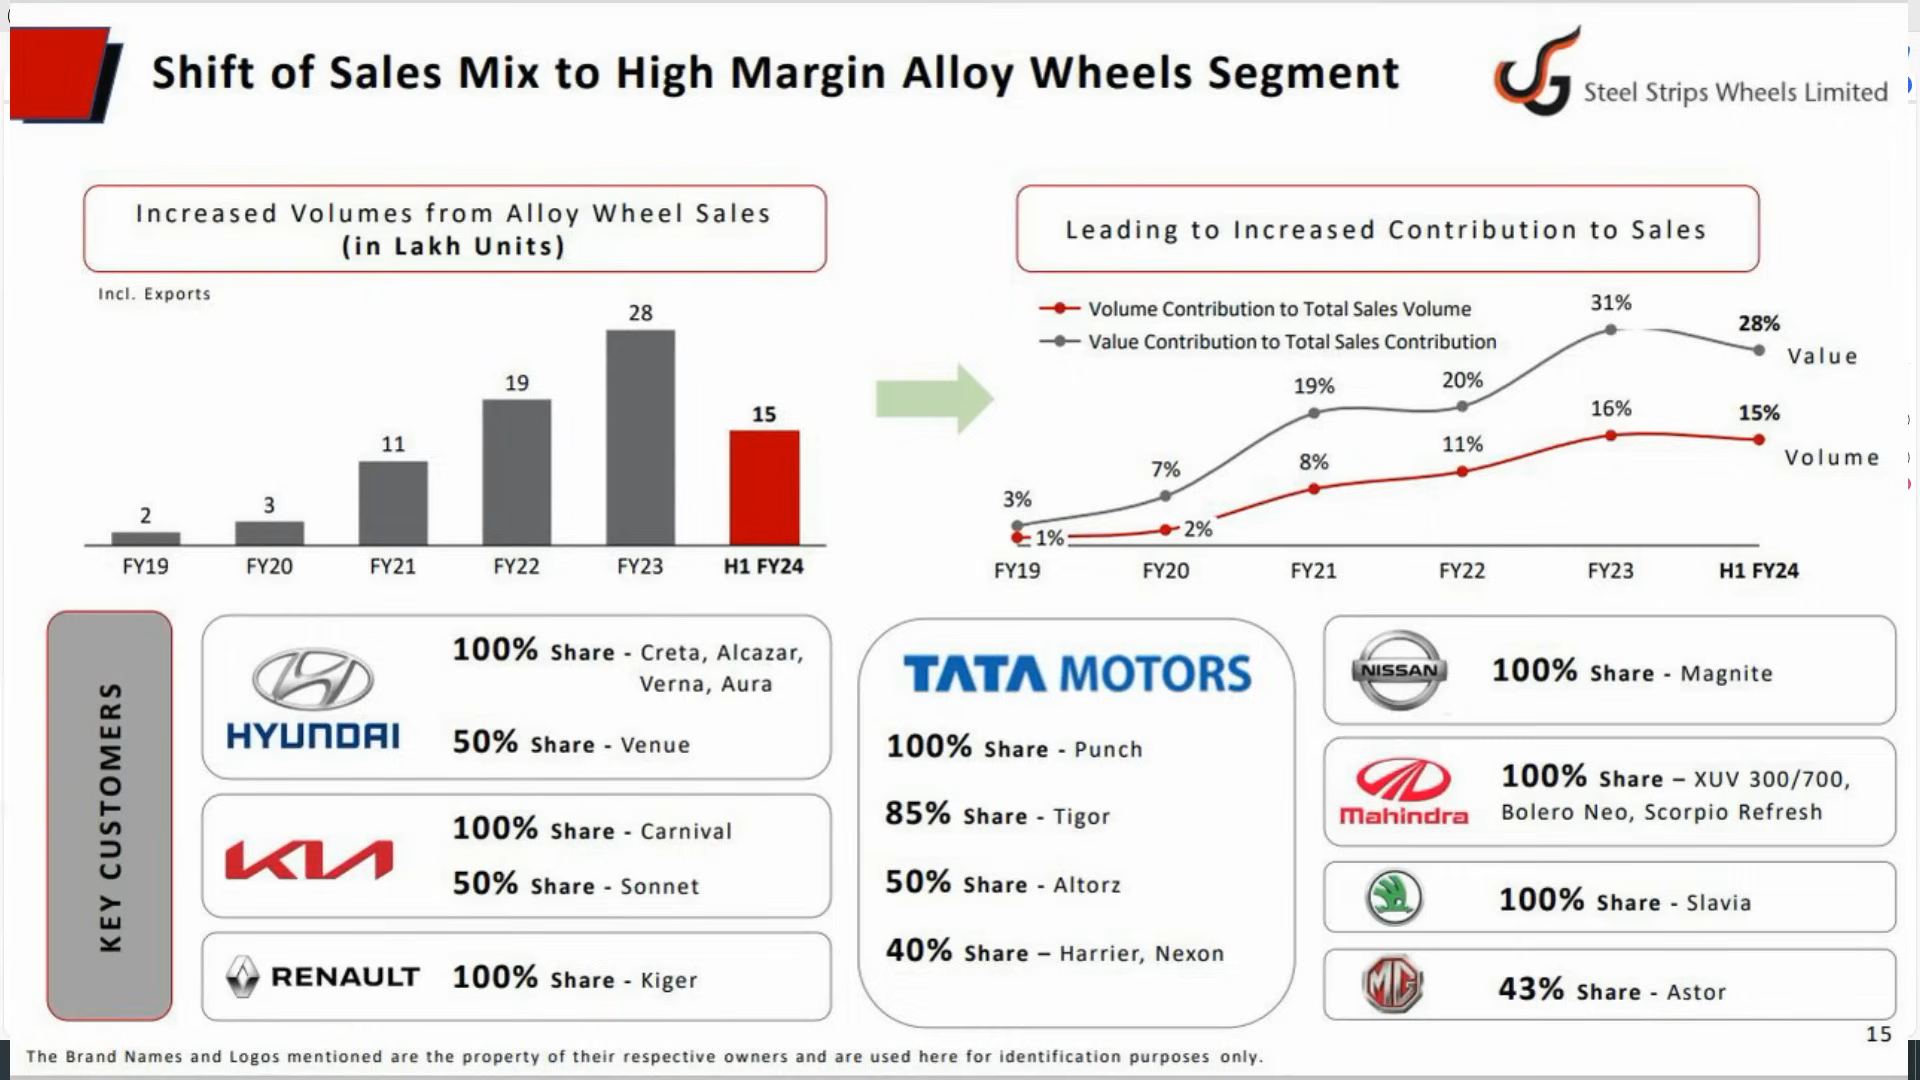 Shift of Sales Mix to High Margin Alloy Wheels Segment
Steel Strips Wheels Limited
Increased Volumes from Alloy Wheel Sales
(in Lakh Units)
Incl. Exports
2
3
11
19
28
15
FY19
FY20
FY21
FY22
FY23
H1 FY24
Leading to Increased Contribution to Sales
Volume Contribution to Total Sales Volume
Value Contribution to Total Sales Contribution
3%
7%
19%
20%
31%
28%
Value
1%
2%
8%
11%
16%
15%
Volume
FY19
FY20
FY21
FY22
FY23
H1 FY24
KEY CUSTOMERS
HYUNDAI
100% Share - Creta, Alcazar,
Verna, Aura
50% Share - Venue
KIA
100% Share - Carnival
50% Share - Sonnet
RENAULT
100% Share - Kiger
TATA MOTORS
100% Share - Punch
85% Share - Tigor
50% Share - Altorz
40% Share – Harrier, Nexon
NISSAN
100% Share - Magnite
Mahindra
100% Share – XUV 300/700,
Bolero Neo, Scorpio Refresh
100% Share - Slavia
MG
43% Share - Astor
15
The Brand Names and Logos mentioned are the property of their respective owners and are used here for identification purposes only.